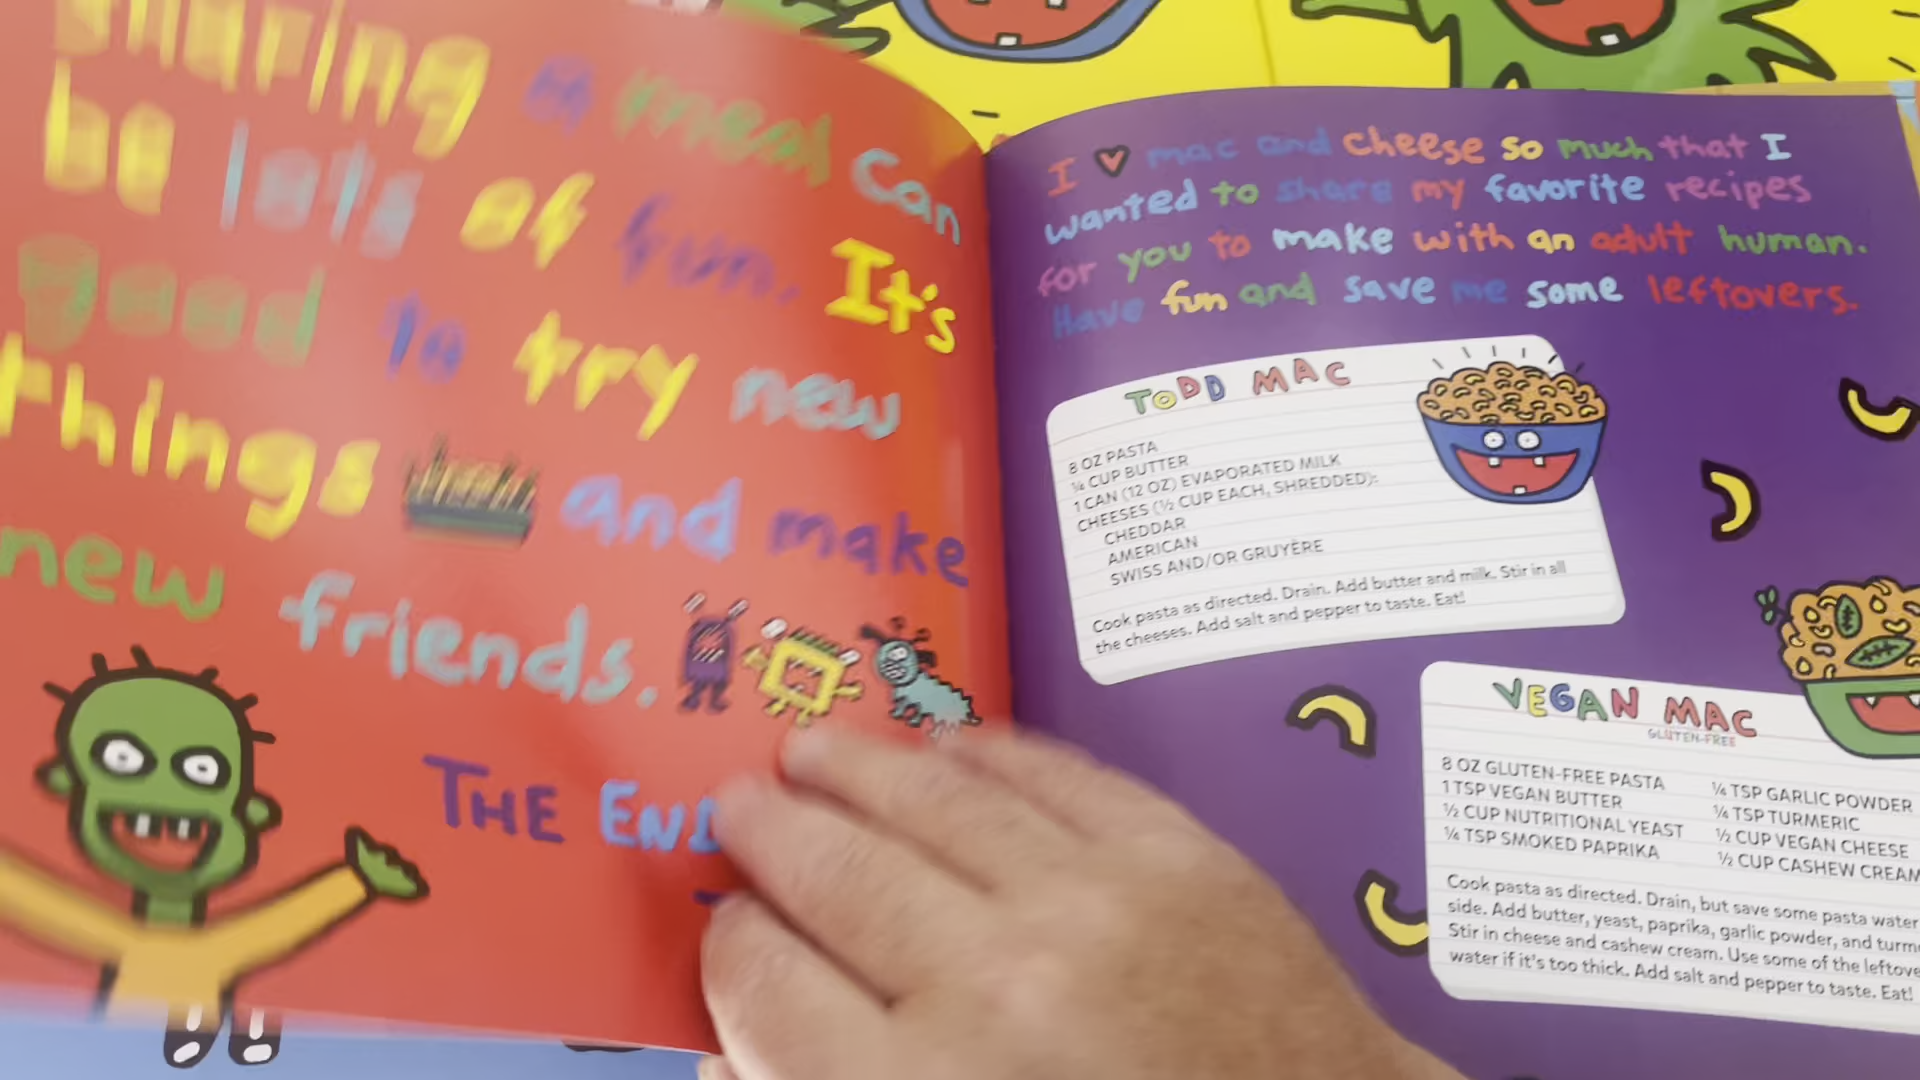 sharing a meal can
be lots of fun. It's
good to try new
things and make
new friends.
THE END
I ♥ mac and cheese so much that I
wanted to share my favorite recipes
for you to make with an adult human.
Have fun and save me some leftovers.
TODD MAC
8 OZ PASTA
¼ CUP BUTTER
1 CAN (12 OZ) EVAPORATED MILK
CHEESES (½ CUP EACH, SHREDDED):
CHEDDAR
AMERICAN
SWISS AND/OR GRUYÈRE
Cook pasta as directed. Drain. Add butter and milk. Stir in all
the cheeses. Add salt and pepper to taste. Eat!
VEGAN MAC
GLUTEN-FREE
8 OZ GLUTEN-FREE PASTA
1 TSP VEGAN BUTTER
½ CUP NUTRITIONAL YEAST
¼ TSP SMOKED PAPRIKA
¼ TSP GARLIC POWDER
¼ TSP TURMERIC
½ CUP VEGAN CHEESE
½ CUP CASHEW CREAM
Cook pasta as directed. Drain, but save some pasta water
side. Add butter, yeast, paprika, garlic powder, and turm
Stir in cheese and cashew cream. Use some of the leftove
water if it's too thick. Add salt and pepper to taste. Eat!